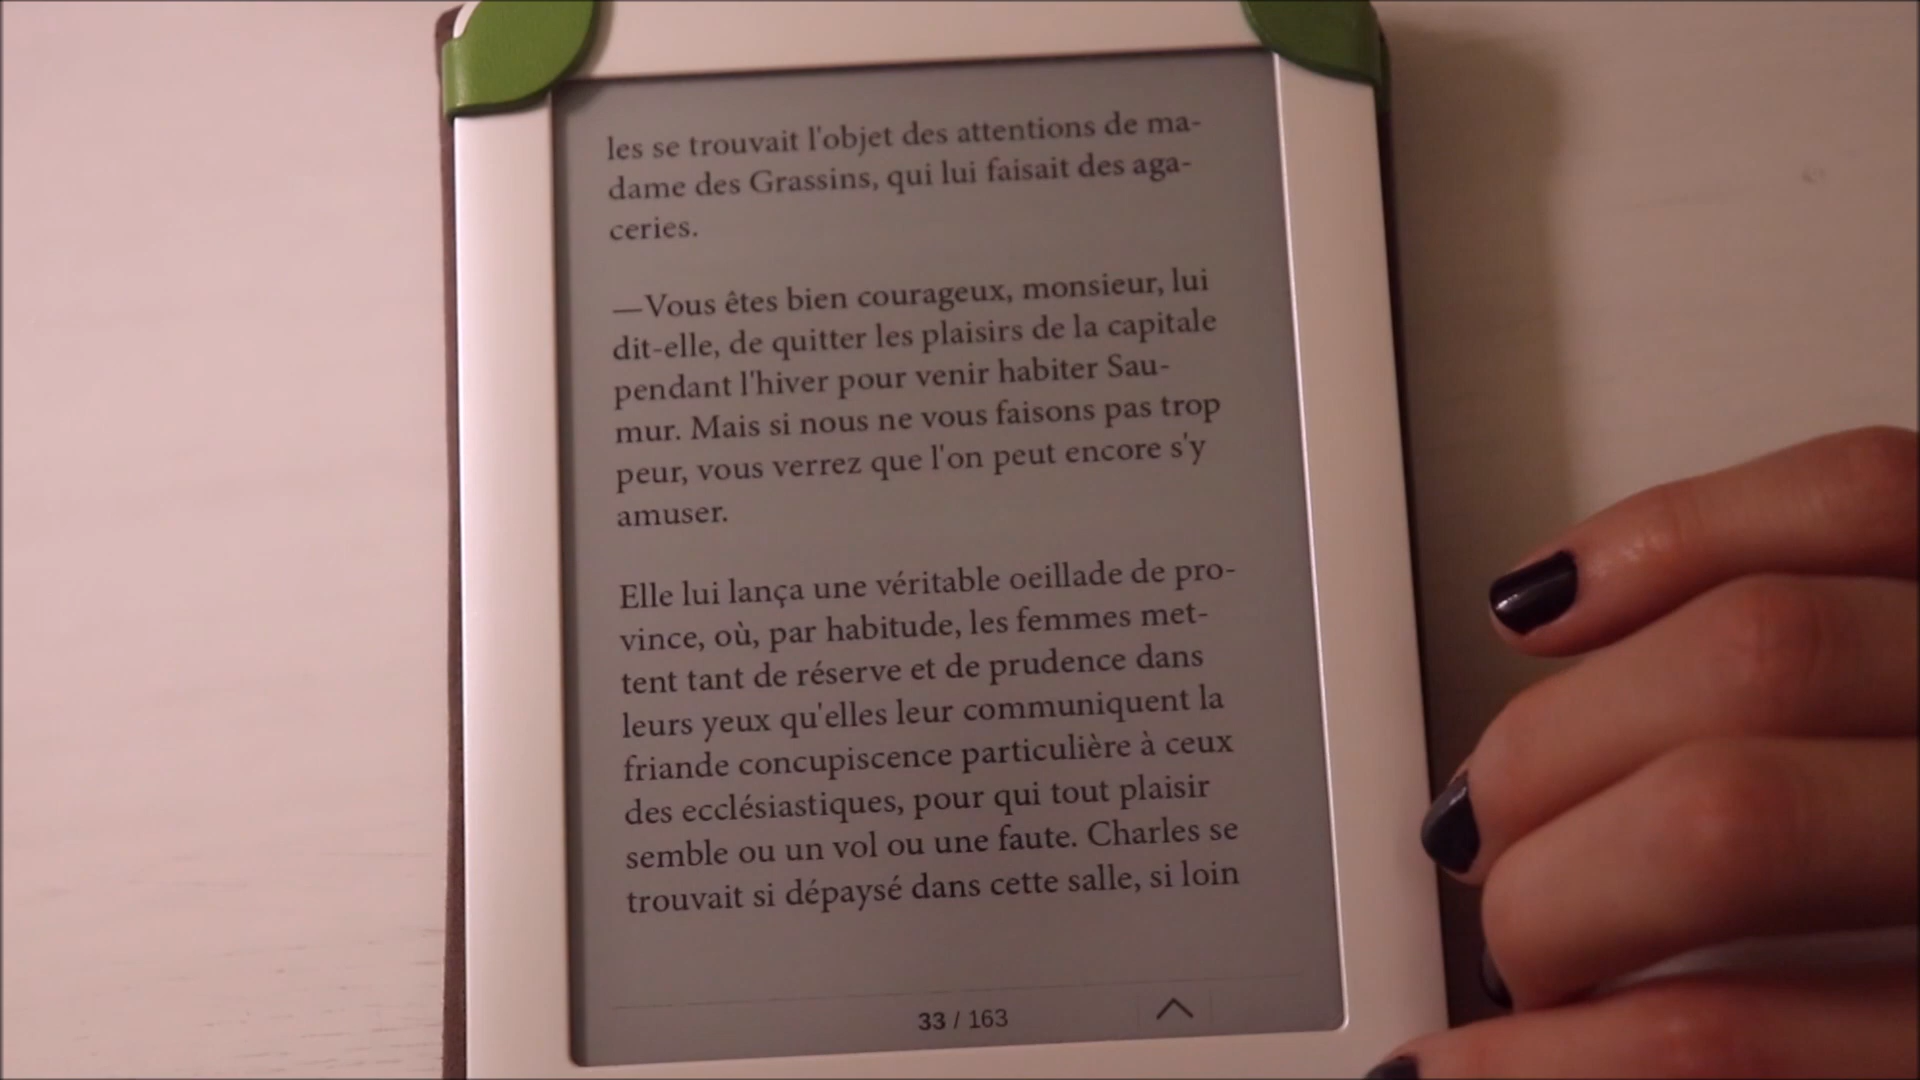 les se trouvait l'objet des attentions de ma-
dame des Grassins, qui lui faisait des aga-
ceries.
—Vous êtes bien courageux, monsieur, lui
dit-elle, de quitter les plaisirs de la capitale
pendant l'hiver pour venir habiter Sau-
mur. Mais si nous ne vous faisons pas trop
peur, vous verrez que l'on peut encore s'y
amuser.
Elle lui lança une véritable oeillade de pro-
vince, où, par habitude, les femmes met-
tent tant de réserve et de prudence dans
leurs yeux qu'elles leur communiquent la
friande concupiscence particulière à ceux
des ecclésiastiques, pour qui tout plaisir
semble ou un vol ou une faute. Charles se
trouvait si dépaysé dans cette salle, si loin
33 / 163